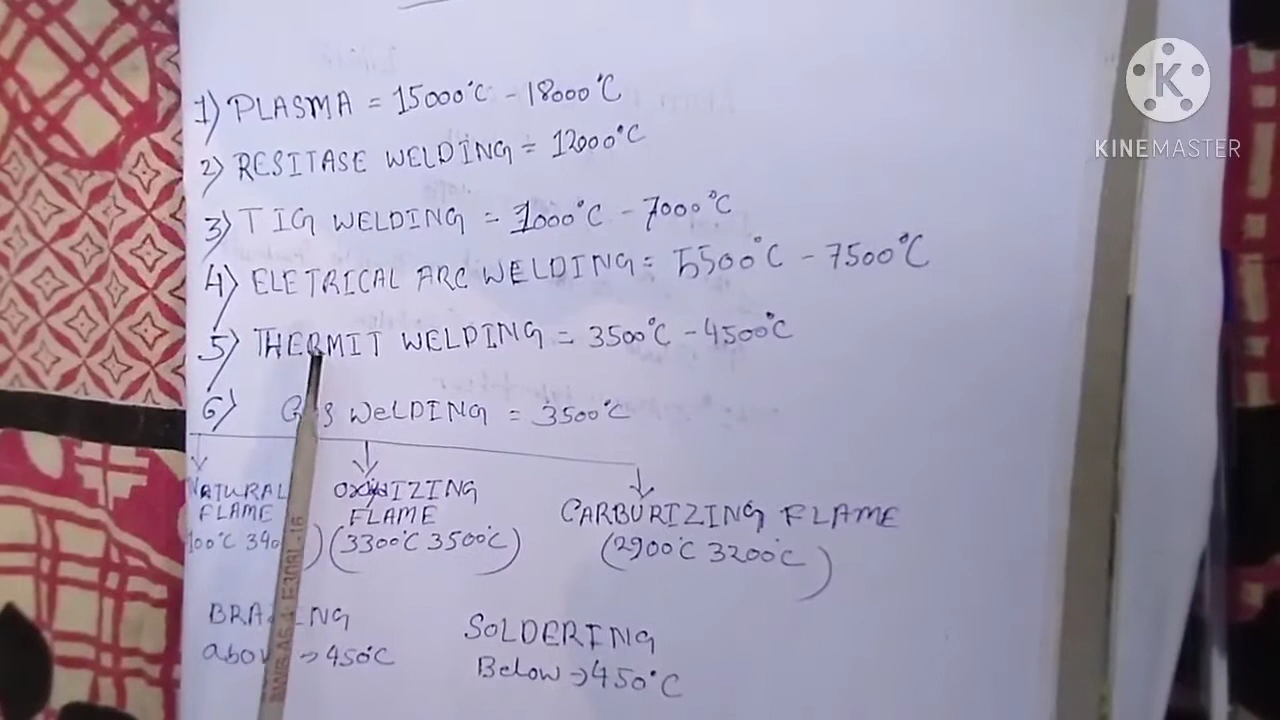 1) PLASMA = 15000°C - 18000°C
2) RESITASE WELDING = 12000°C
3) TIG WELDING = 1000°C - 7000°C
4) ELETRICAL ARC WELDING = 5500°C - 7500°C
5) THERMIT WELDING = 3500°C - 4500°C
6) WELDING = 3500°C
NATURAL FLAME
OXIDIZING FLAME
(3300°C 3500°C)
CARBURIZING FLAME
(2900°C 3200°C)
above → 450°C
SOLDERING
Below → 450°C
K
KINEMASTER